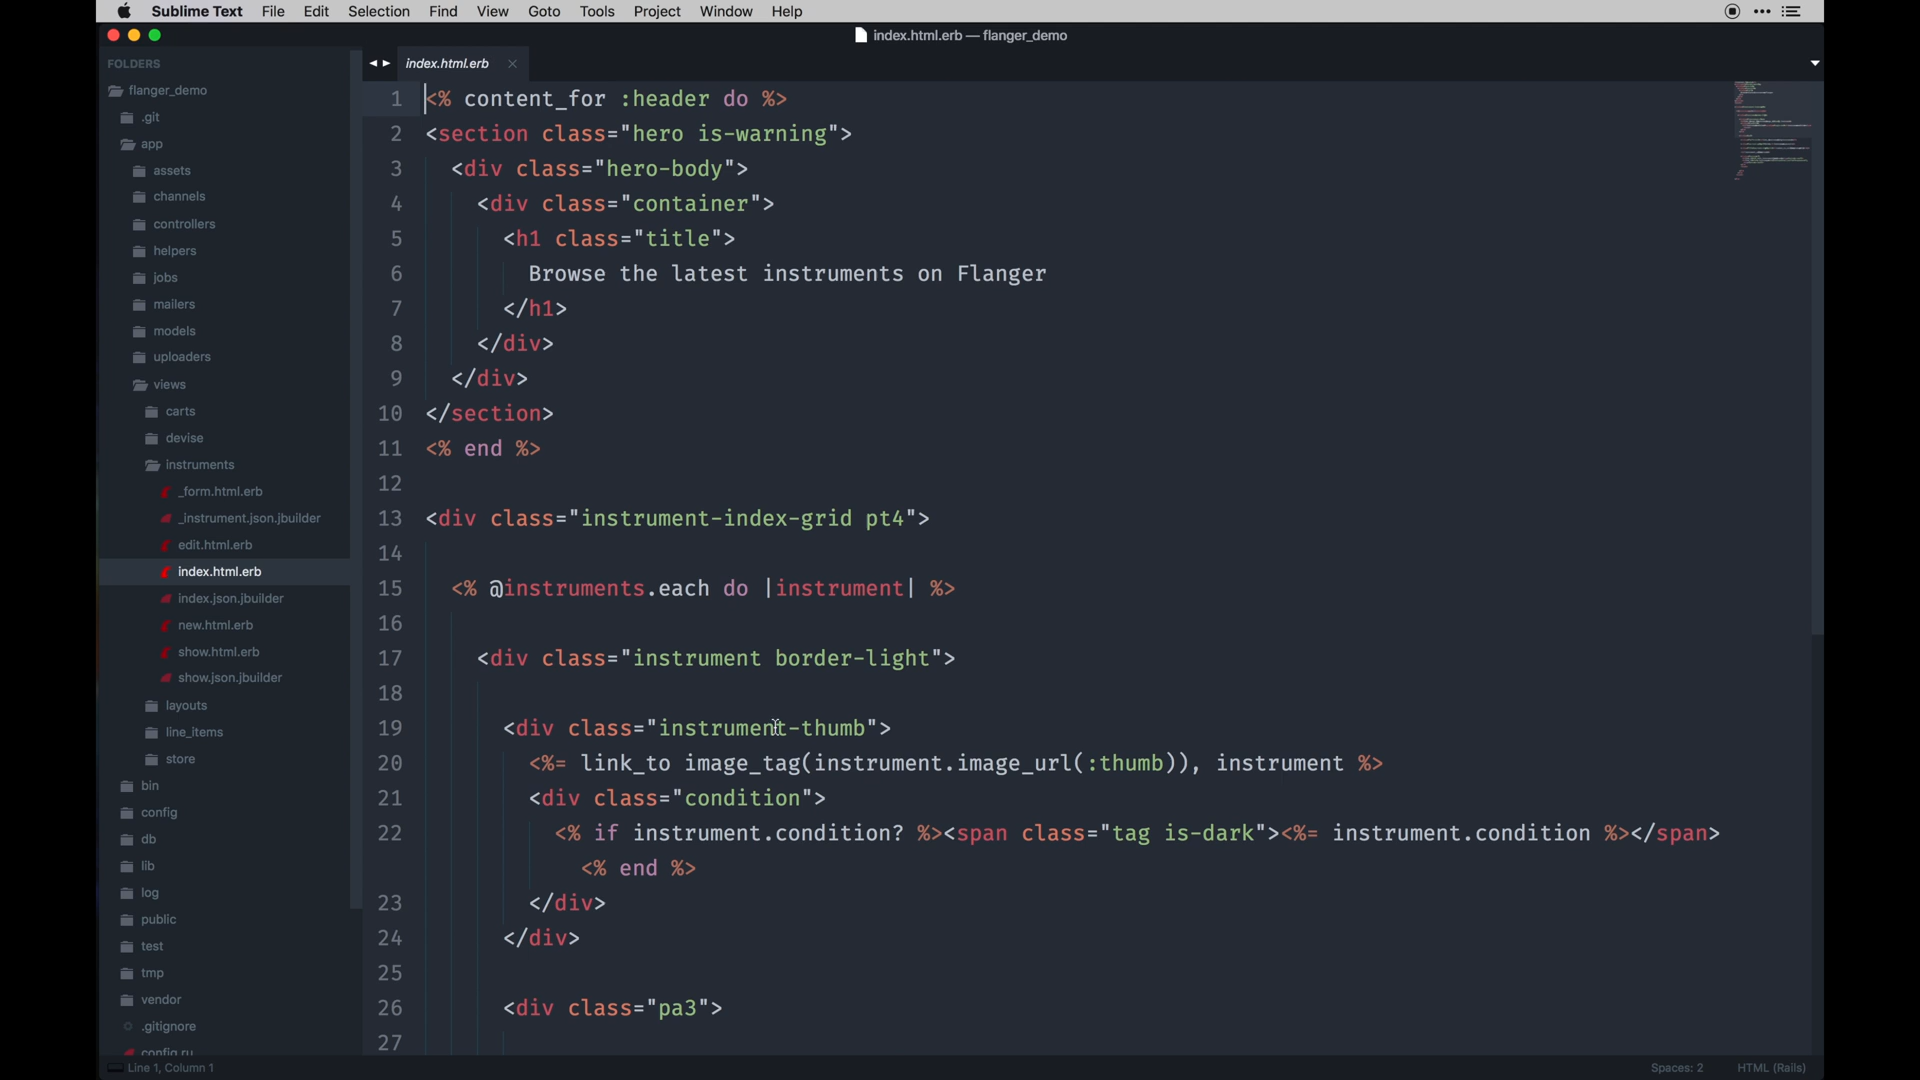 Sublime Text File Edit Selection Find View Goto Tools Project Window Help
index.html.erb — flanger_demo
FOLDERS
flanger_demo
.git
app
assets
channels
controllers
helpers
jobs
mailers
models
uploaders
views
carts
devise
instruments
_form.html.erb
_instrument.json.jbuilder
edit.html.erb
index.html.erb
index.json.jbuilder
new.html.erb
show.html.erb
show.json.jbuilder
layouts
line_items
store
bin
config
db
lib
log
public
test
tmp
vendor
.gitignore
config.ru
index.html.erb
1 <% content_for :header do %>
2 <section class="hero is-warning">
3 <div class="hero-body">
4 <div class="container">
5 <h1 class="title">
6 Browse the latest instruments on Flanger
7 </h1>
8 </div>
9 </div>
10 </section>
11 <% end %>
12
13 <div class="instrument-index-grid pt4">
14
15 <% @instruments.each do |instrument| %>
16
17 <div class="instrument border-light">
18
19 <div class="instrument-thumb">
20 <%= link_to image_tag(instrument.image_url(:thumb)), instrument %>
21 <div class="condition">
22 <% if instrument.condition? %><span class="tag is-dark"><%= instrument.condition %></span>
<% end %>
23 </div>
24 </div>
25
26 <div class="pa3">
27
Line 1, Column 1
Spaces: 2
HTML (Rails)